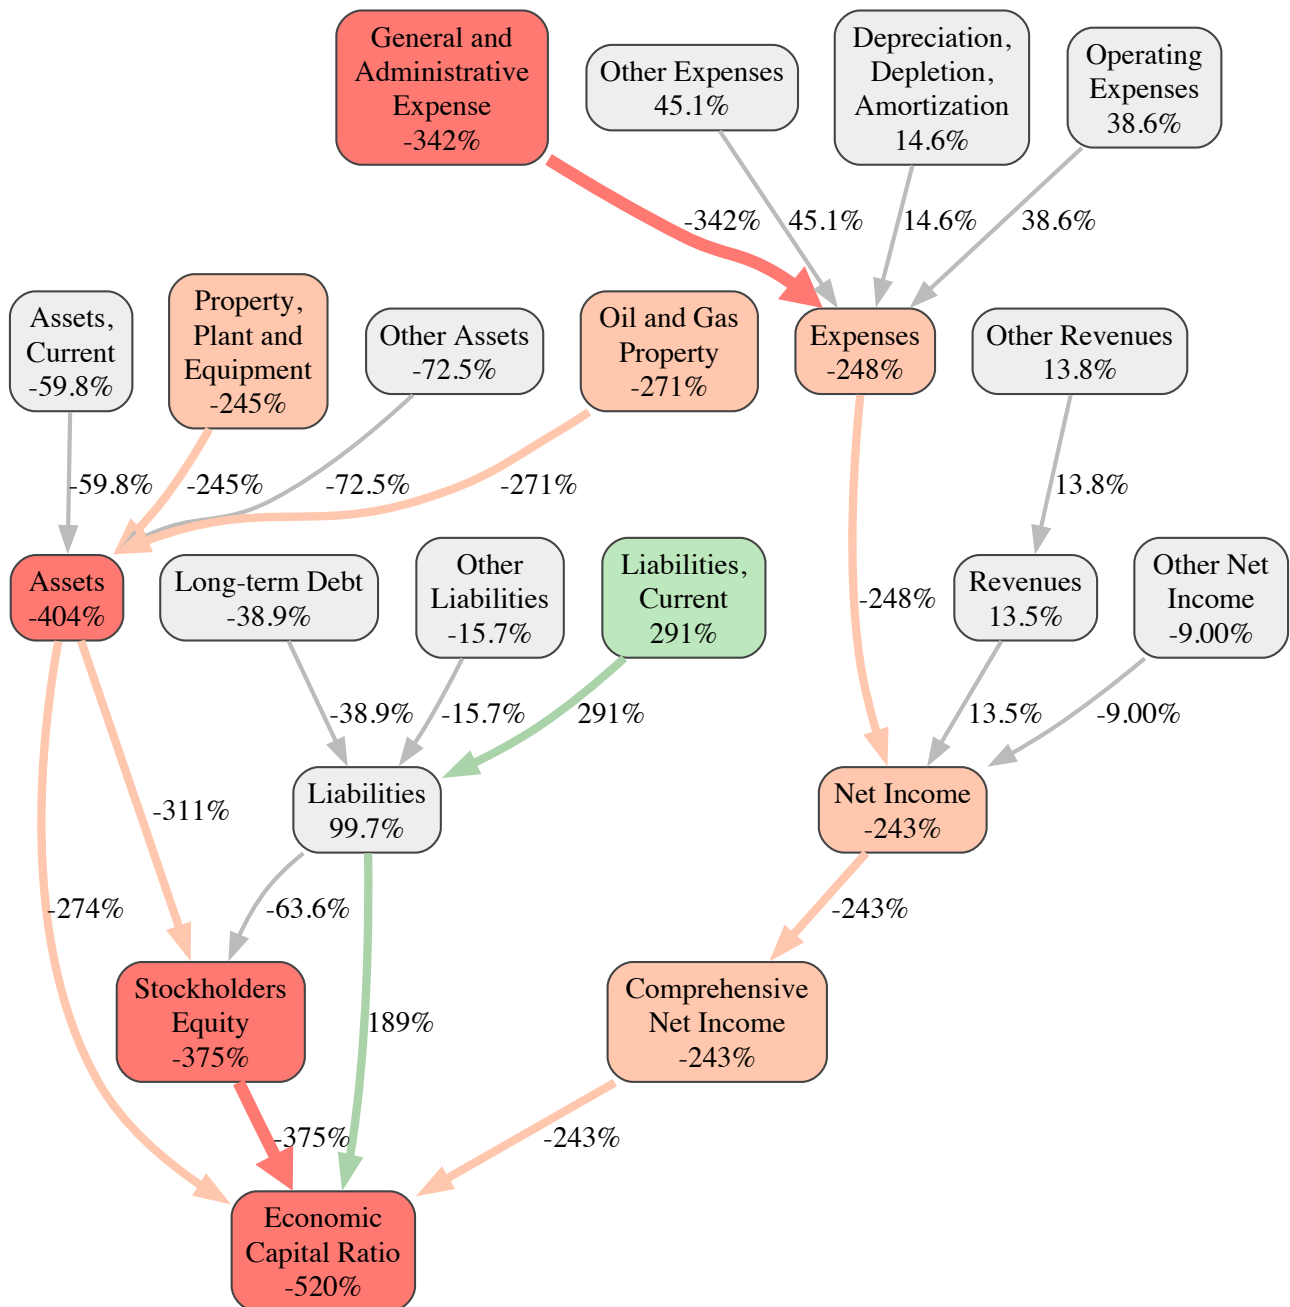 General and
Administrative
Expense
-342%
Other Expenses
45.1%
Depreciation,
Depletion,
Amortization
14.6%
Operating
Expenses
38.6%
-342%
45.1%
14.6%
38.6%
Assets,
Current
-59.8%
Property,
Plant and
Equipment
-245%
Other Assets
-72.5%
Oil and Gas
Property
-271%
Expenses
-248%
Other Revenues
13.8%
-59.8%
-245%
-72.5%
-271%
13.8%
Assets
-404%
Long-term Debt
-38.9%
Other
Liabilities
-15.7%
Liabilities,
Current
291%
-248%
Revenues
13.5%
Other Net
Income
-9.00%
-38.9%
-15.7%
291%
13.5%
-9.00%
-311%
Liabilities
99.7%
Net Income
-243%
-274%
-63.6%
-243%
Stockholders
Equity
-375%
189%
Comprehensive
Net Income
-243%
-375%
-243%
Economic
Capital Ratio
-520%